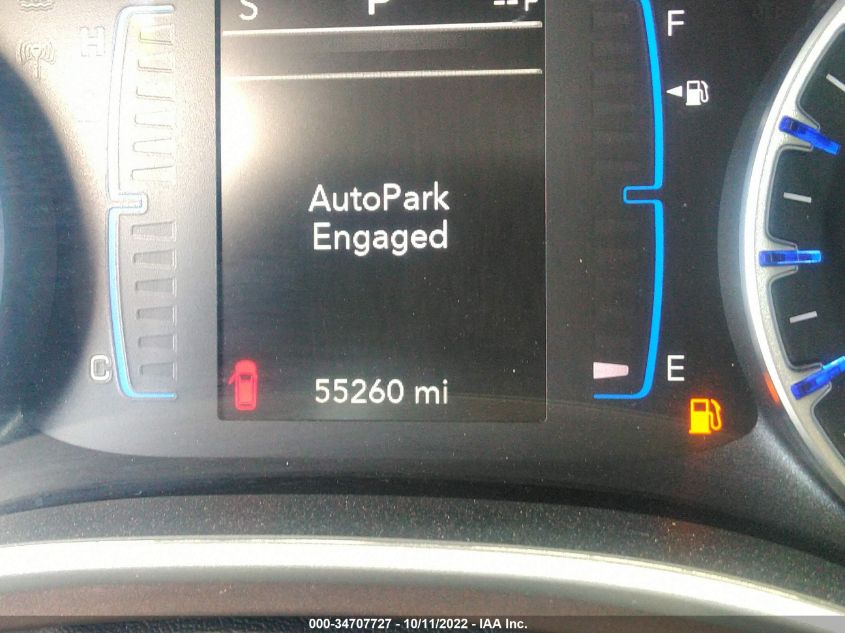 S P --°F
H F
AutoPark
Engaged
C E
55260 mi
000-34707727 - 10/11/2022 - IAA Inc.